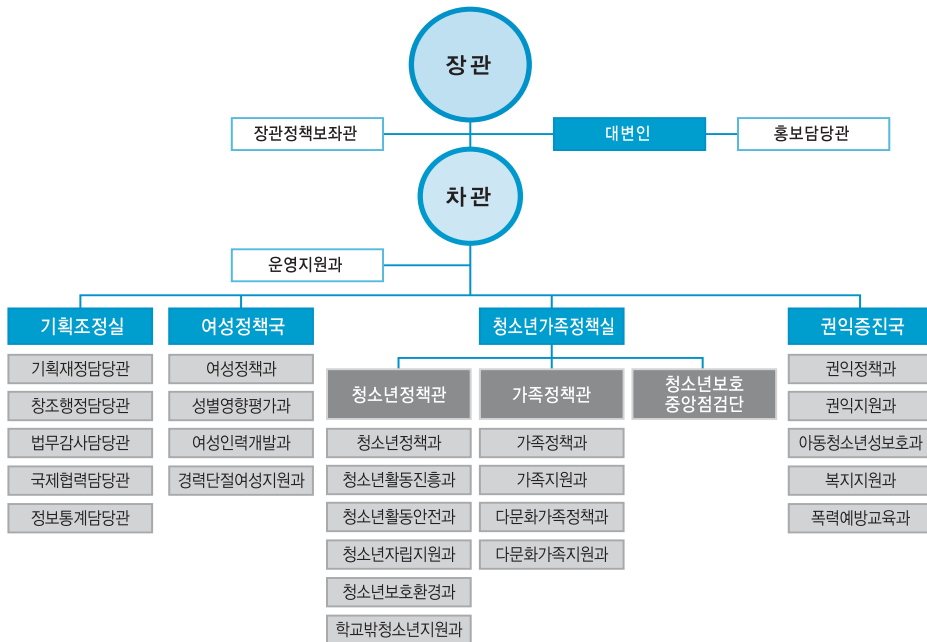 장관
장관정책보좌관
대변인
홍보담당관
차관
운영지원과
기획조정실
기획재정담당관
창조행정담당관
법무감사담당관
국제협력담당관
정보통계담당관
여성정책국
여성정책과
성별영향평가과
여성인력개발과
경력단절여성지원과
청소년가족정책실
청소년정책관
청소년정책과
청소년활동진흥과
청소년활동안전과
청소년자립지원과
청소년보호환경과
학교밖청소년지원과
가족정책관
가족정책과
가족지원과
다문화가족정책과
다문화가족지원과
청소년보호
중앙점검단
권익증진국
권익정책과
권익지원과
아동청소년성보호과
복지지원과
폭력예방교육과